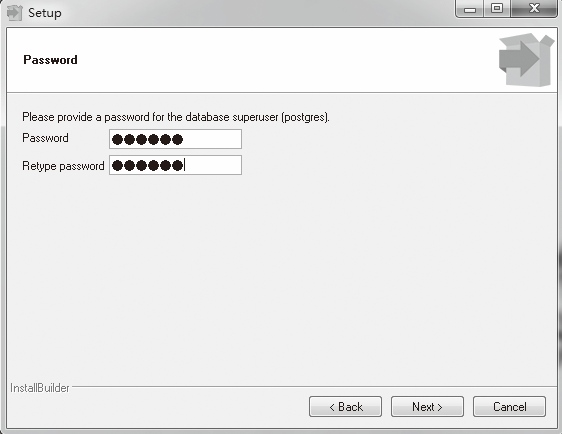 Setup
Password
Please provide a password for the database superuser (postgres).
Password ●●●●●●
Retype password ●●●●●●
InstallBuilder
< Back Next > Cancel